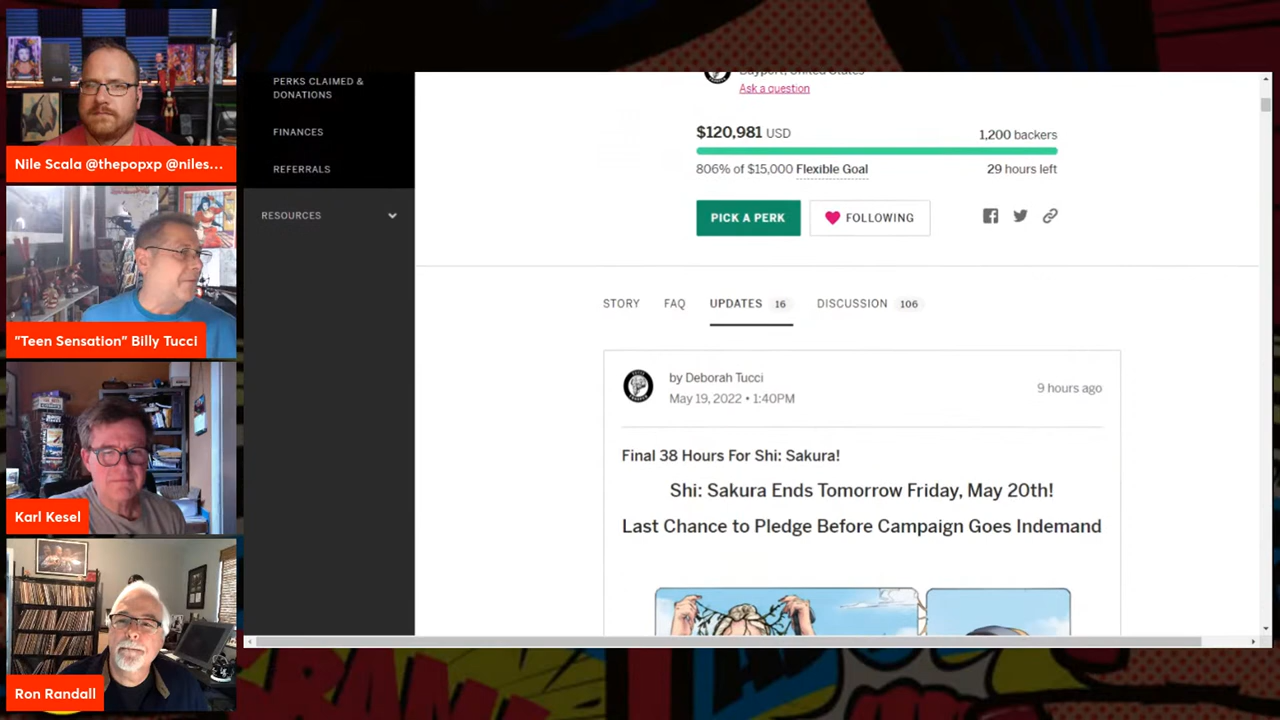 Nile Scala @thepopxp @niles...
"Teen Sensation" Billy Tucci
Karl Kesel
Ron Randall
PERKS CLAIMED &
DONATIONS
FINANCES
REFERRALS
RESOURCES
Bayport, United States
Ask a question
$120,981 USD
1,200 backers
806% of $15,000 Flexible Goal
29 hours left
PICK A PERK
FOLLOWING
STORY
FAQ
UPDATES 16
DISCUSSION 106
by Deborah Tucci
May 19, 2022 • 1:40PM
9 hours ago
Final 38 Hours For Shi: Sakura!
Shi: Sakura Ends Tomorrow Friday, May 20th!
Last Chance to Pledge Before Campaign Goes Indemand